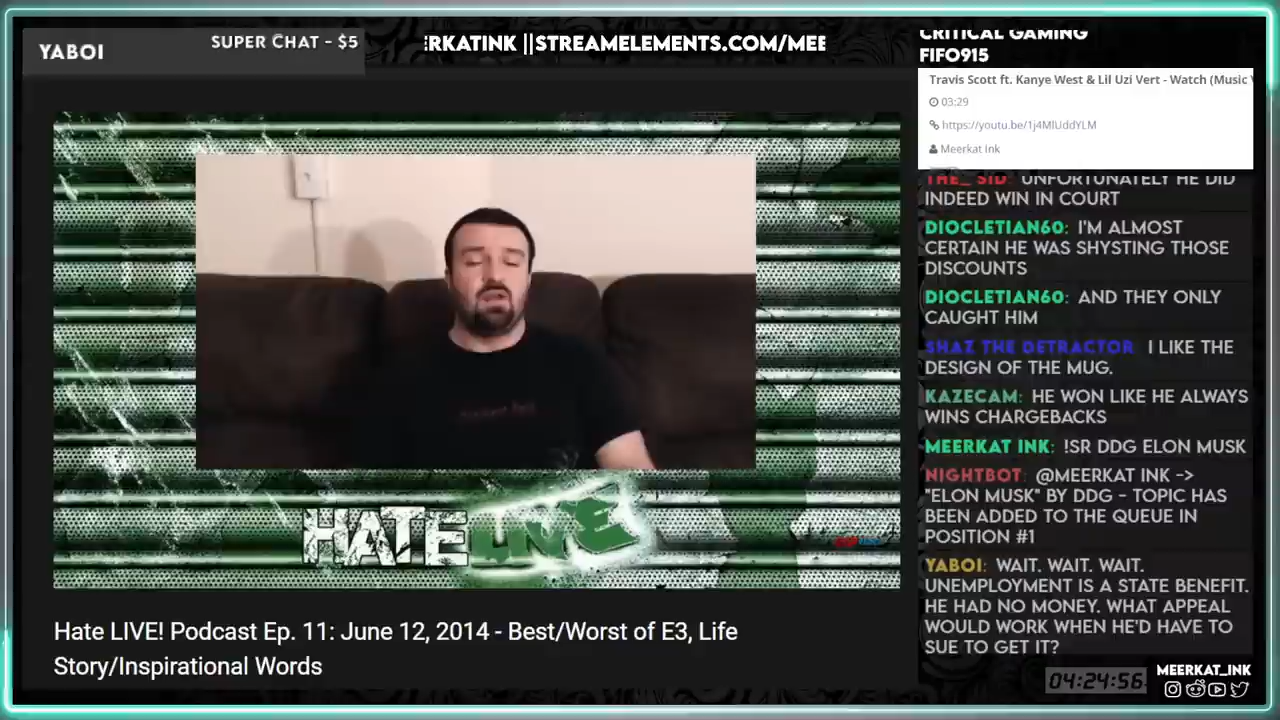 YABOI
SUPER CHAT - $5
ERKATINK ||STREAMELEMENTS.COM/MEE
CRITICAL GAMING
FIFO915
Travis Scott ft. Kanye West & Lil Uzi Vert - Watch (Music V
03:29
https://youtu.be/1j4MlUddYLM
Meerkat Ink
THE_ SID: UNFORTUNATELY HE DID
INDEED WIN IN COURT
DIOCLETIAN60: I'M ALMOST
CERTAIN HE WAS SHYSTING THOSE
DISCOUNTS
DIOCLETIAN60: AND THEY ONLY
CAUGHT HIM
SHAZ THE DETRACTOR: I LIKE THE
DESIGN OF THE MUG.
KAZECAM: HE WON LIKE HE ALWAYS
WINS CHARGEBACKS
MEERKAT INK: !SR DDG ELON MUSK
NIGHTBOT: @MEERKAT INK ->
"ELON MUSK" BY DDG - TOPIC HAS
BEEN ADDED TO THE QUEUE IN
POSITION #1
YABOI: WAIT. WAIT. WAIT.
UNEMPLOYMENT IS A STATE BENEFIT.
HE HAD NO MONEY. WHAT APPEAL
WOULD WORK WHEN HE'D HAVE TO
SUE TO GET IT?
HATE LIVE
Hate LIVE! Podcast Ep. 11: June 12, 2014 - Best/Worst of E3, Life
Story/Inspirational Words
04:24:56
MEERKAT_INK